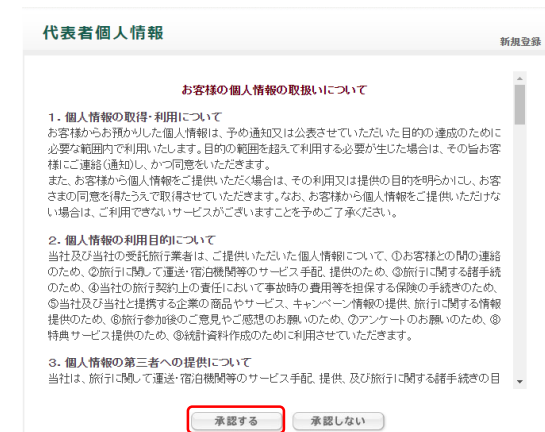 代表者個人情報
新規登録
お客様の個人情報の取扱いについて
1. 個人情報の取得・利用について
お客様からお預かりした個人情報は、予め通知又は公表させていただいた目的の達成のために
必要な範囲内で利用いたします。目的の範囲を超えて利用する必要が生じた場合は、その旨お客
様にご連絡(通知)し、かつ同意をいただきます。
また、お客様から個人情報をご提供いただく場合は、その利用又は提供の目的を明らかにし、お客
さまの同意を得たうえで取得させていただきます。なお、お客様から個人情報をご提供いただけな
い場合は、ご利用できないサービスがございますことを予めご了承ください。
2. 個人情報の利用目的について
当社及び当社の受託旅行業者は、ご提供いただいた個人情報について、①お客様との間の連絡
のため、②旅行に関して運送・宿泊機関等のサービス手配、提供のため、③旅行に関する諸手続
のため、④当社の旅行契約上の責任において事故時の費用等を担保する保険の手続きのため、
⑤当社及び当社と提携する企業の商品やサービス、キャンペーン情報の提供、旅行に関する情報
提供のため、⑥旅行参加後のご意見やご感想のお願いのため、⑦アンケートのお願いのため、⑧
特典サービス提供のため、⑨統計資料作成のために利用させていただきます。
3. 個人情報の第三者への提供について
当社は、旅行に関して運送・宿泊機関等のサービス手配、提供、及び旅行に関する諸手続きの目
承認する
承認しない